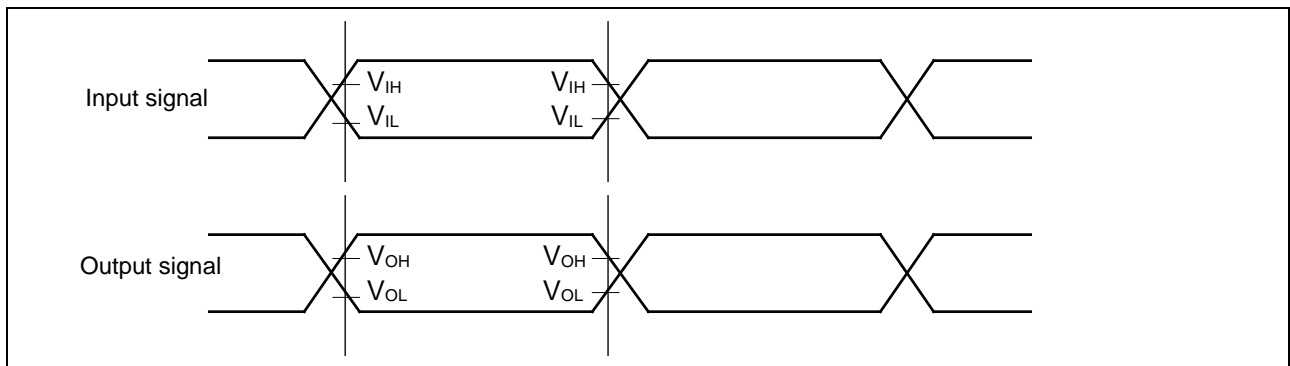 Input signal
VIH
VIH
VIL
VIL
Output signal
VOH
VOH
VOL
VOL